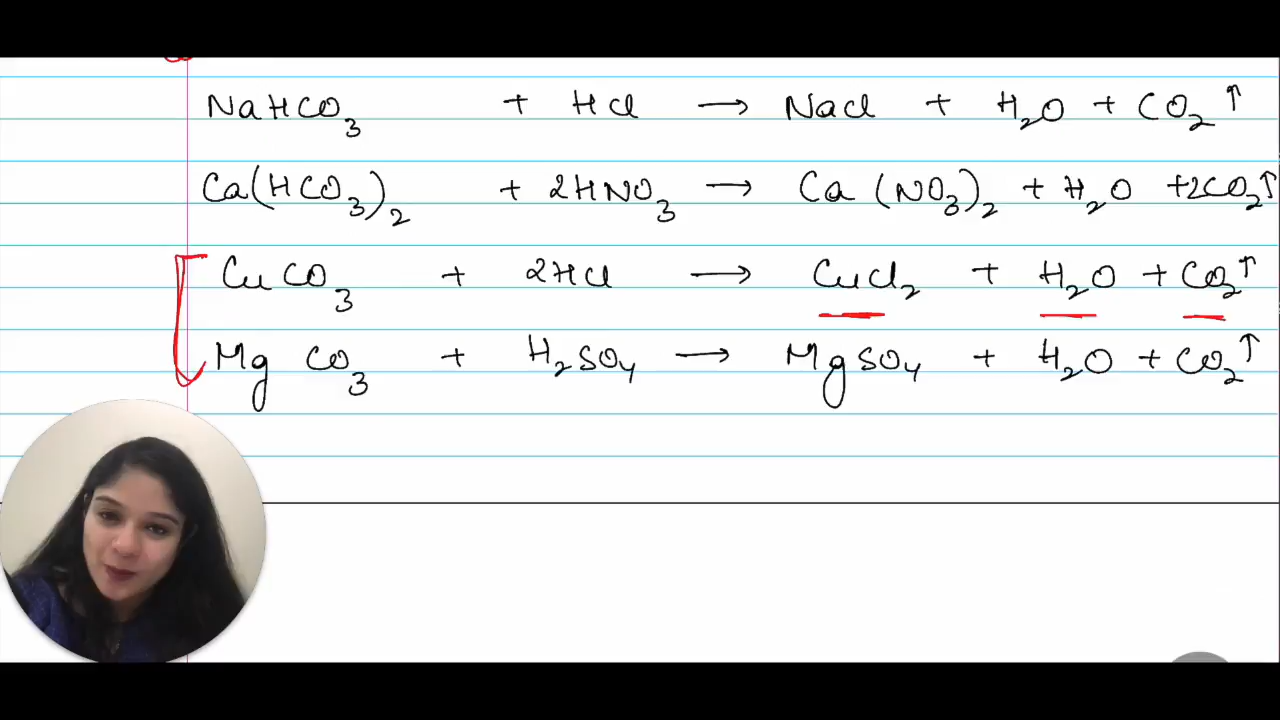 NaHCO₃ + HCl → NaCl + H₂O + CO₂↑
Ca(HCO₃)₂ + 2HNO₃ → Ca(NO₃)₂ + H₂O + 2CO₂↑
CuCO₃ + 2HCl → CuCl₂ + H₂O + CO₂↑
MgCO₃ + H₂SO₄ → MgSO₄ + H₂O + CO₂↑